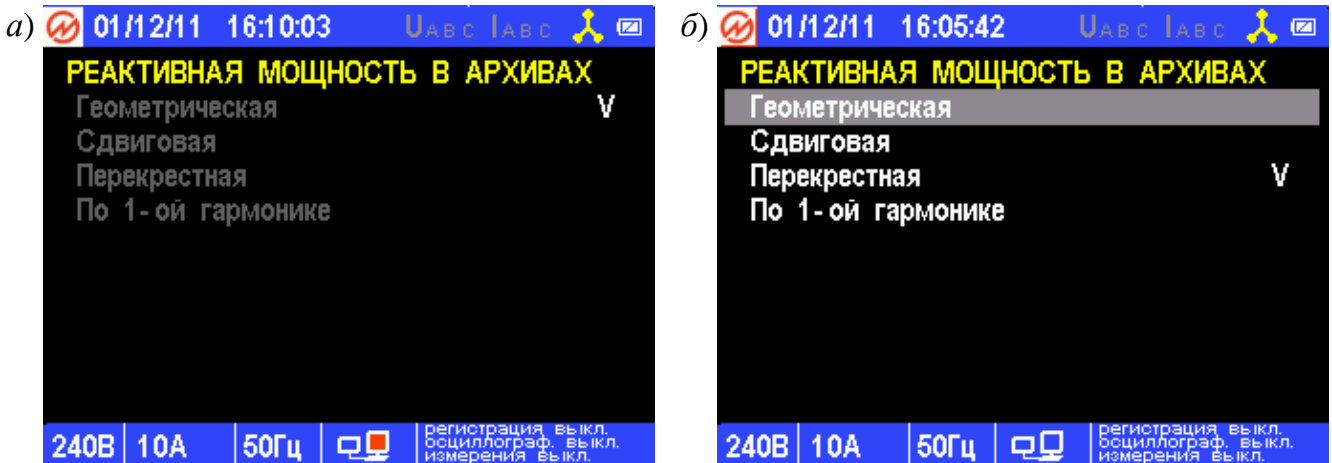 а)
01/12/11 16:10:03 UABC IABC
РЕАКТИВНАЯ МОЩНОСТЬ В АРХИВАХ
Геометрическая V
Сдвиговая
Перекрестная
По 1-ой гармонике
240В 10А 50Гц
регистрация выкл.
осциллограф. выкл.
измерения выкл.
б)
01/12/11 16:05:42 UABC IABC
РЕАКТИВНАЯ МОЩНОСТЬ В АРХИВАХ
Геометрическая
Сдвиговая
Перекрестная V
По 1-ой гармонике
240В 10А 50Гц
регистрация выкл.
осциллограф. выкл.
измерения выкл.